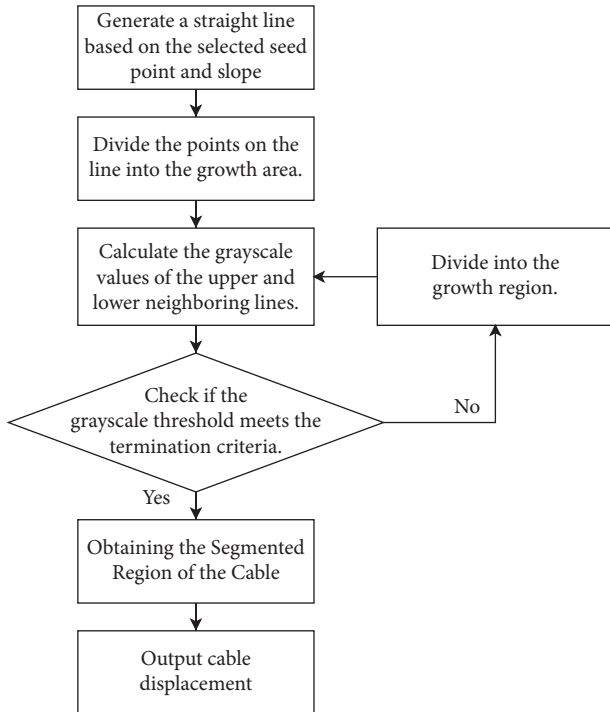 Generate a straight line
based on the selected seed
point and slope
Divide the points on the
line into the growth area.
Calculate the grayscale
values of the upper and
lower neighboring lines.
Divide into the
growth region.
Check if the
grayscale threshold meets the
termination criteria.
No
Yes
Obtaining the Segmented
Region of the Cable
Output cable
displacement